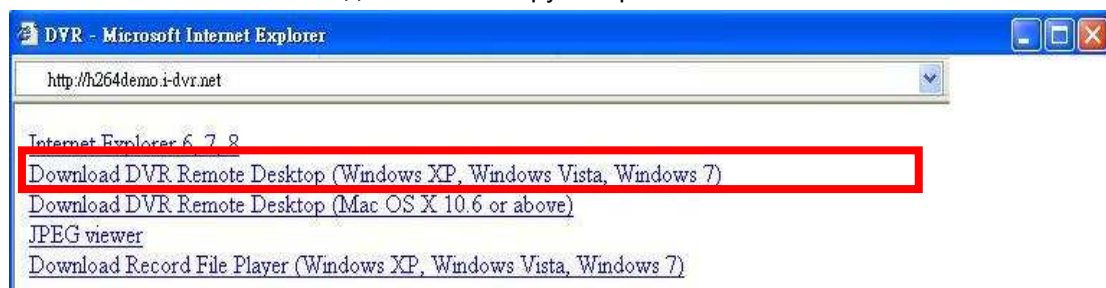 DVR - Microsoft Internet Explorer
http://h264demo.i-dvr.net
Internet Explorer 6, 7, 8
Download DVR Remote Desktop (Windows XP, Windows Vista, Windows 7)
Download DVR Remote Desktop (Mac OS X 10.6 or above)
JPEG viewer
Download Record File Player (Windows XP, Windows Vista, Windows 7)